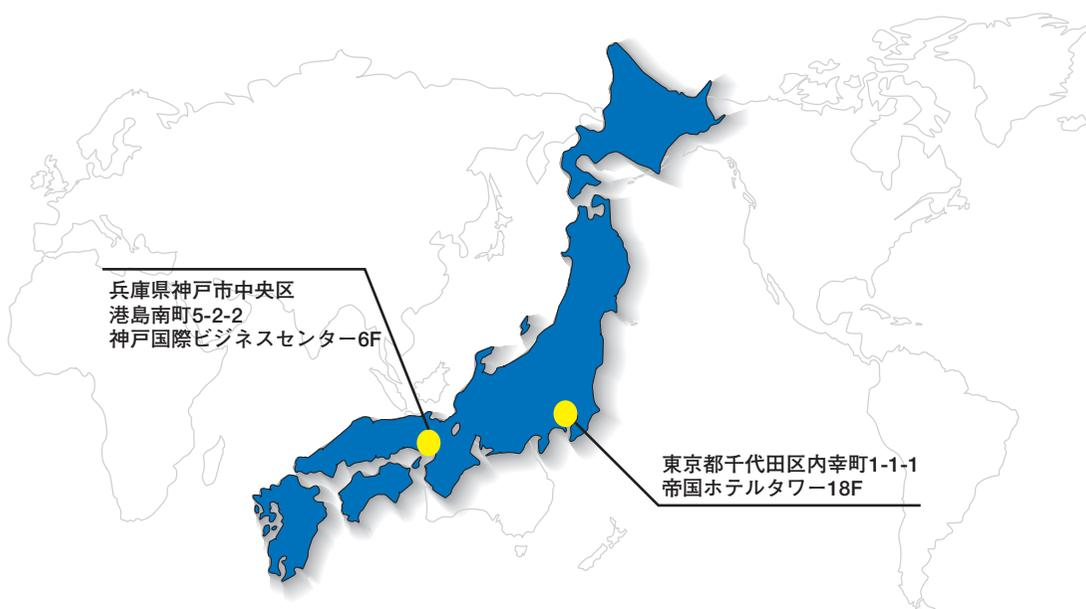 兵庫県神戸市中央区
港島南町5-2-2
神戸国際ビジネスセンター6F
東京都千代田区内幸町1-1-1
帝国ホテルタワー18F